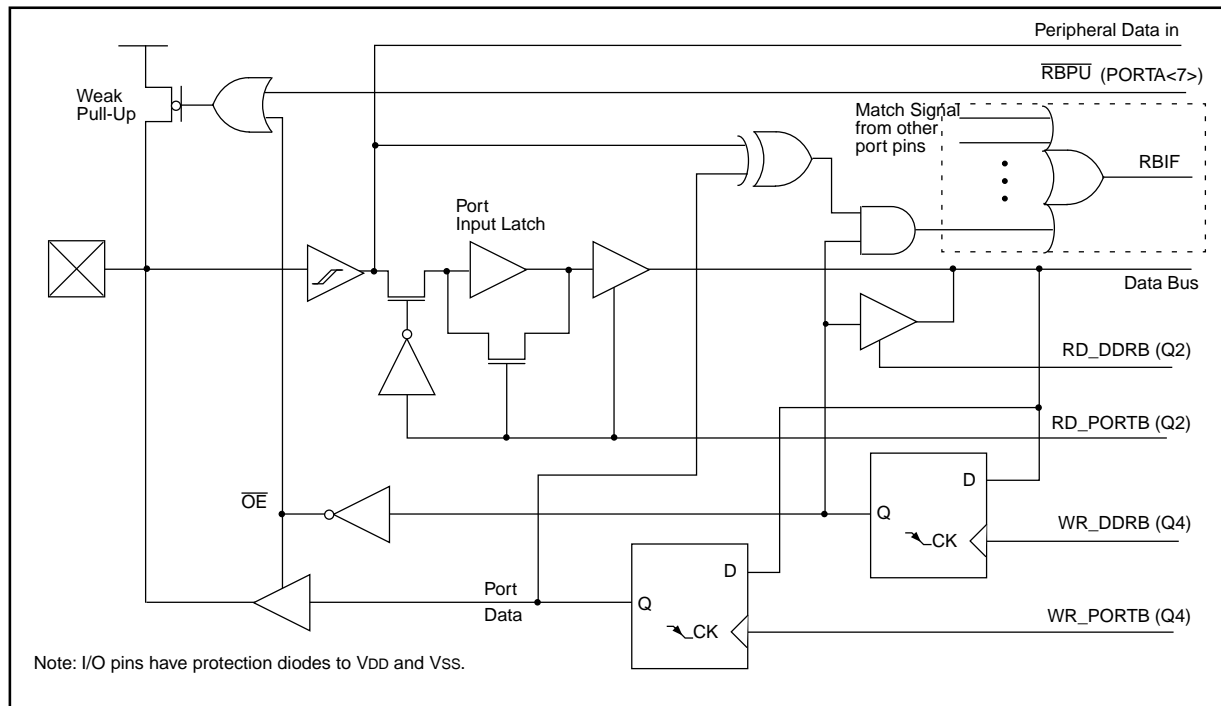 Peripheral Data in
RBPU (PORTA<7>)
Weak
Pull-Up
Match Signal
from other
port pins
RBIF
Port
Input Latch
Data Bus
RD_DDRB (Q2)
RD_PORTB (Q2)
OE
D
Q
CK
WR_DDRB (Q4)
Port
Data
D
Q
CK
WR_PORTB (Q4)
Note: I/O pins have protection diodes to VDD and VSS.